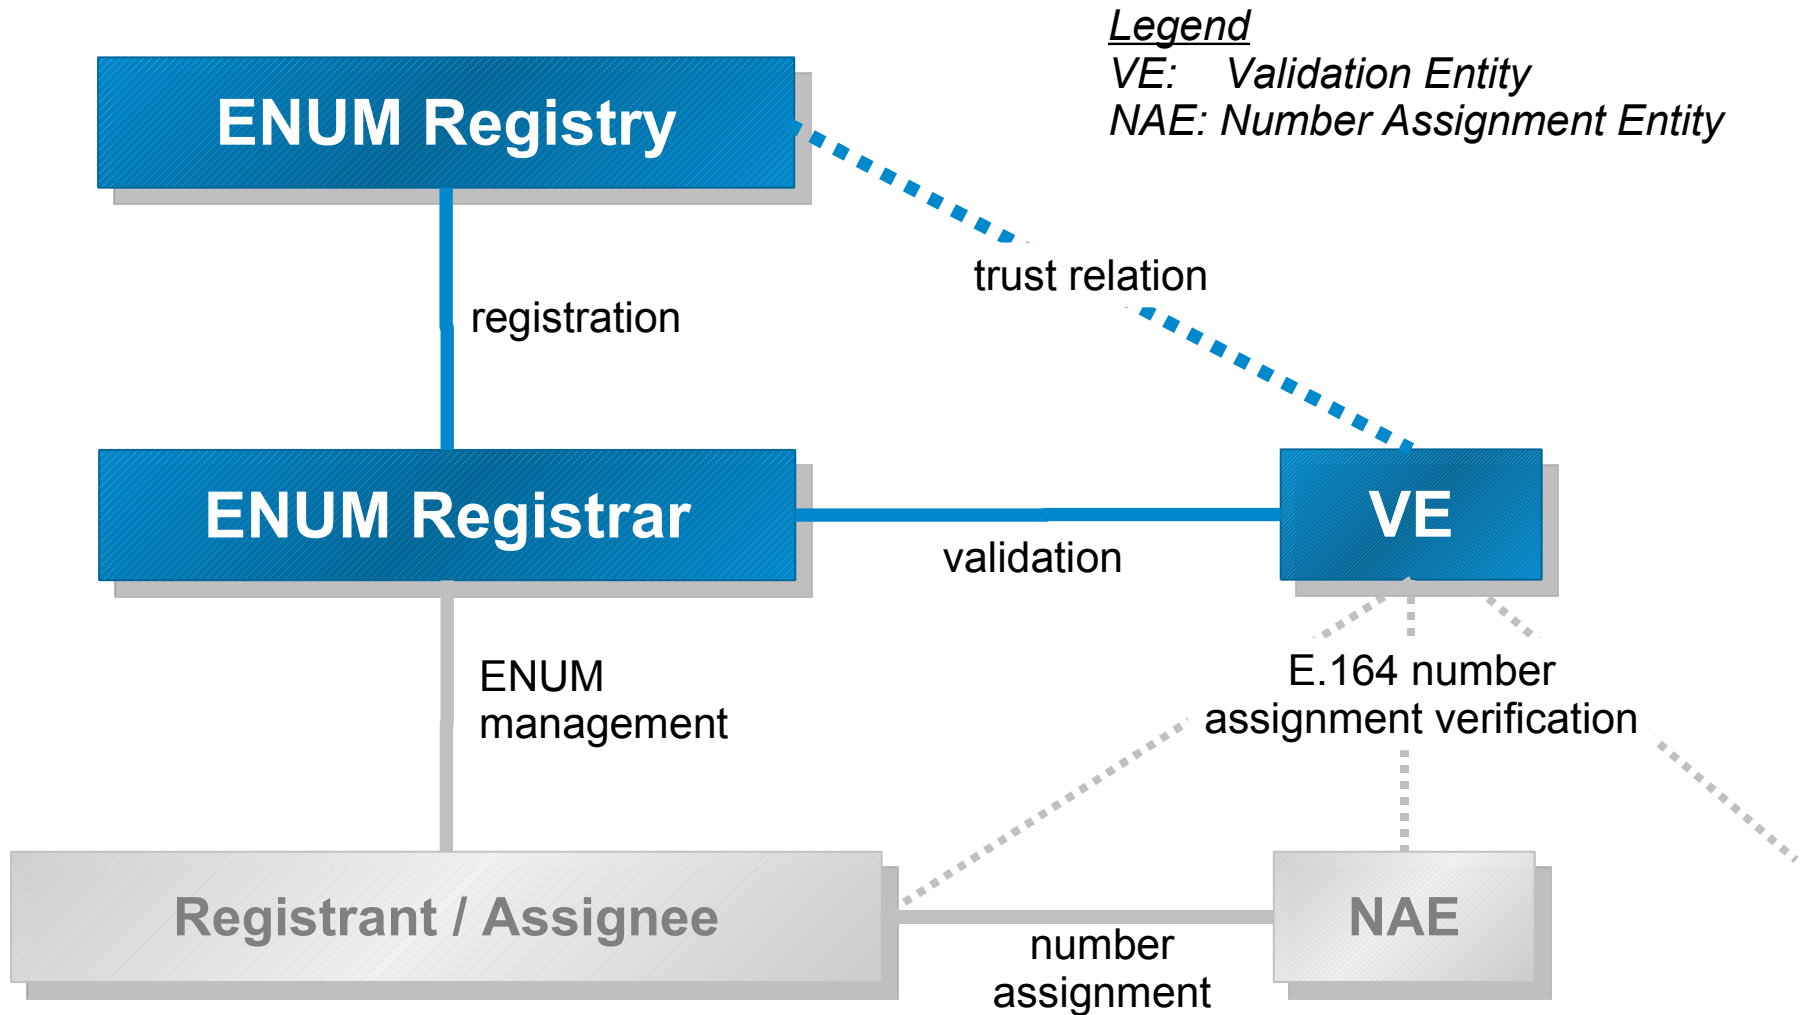 Legend
VE: Validation Entity
NAE: Number Assignment Entity
ENUM Registry
trust relation
registration
ENUM Registrar
VE
validation
ENUM
management
E.164 number
assignment verification
Registrant / Assignee
NAE
number
assignment